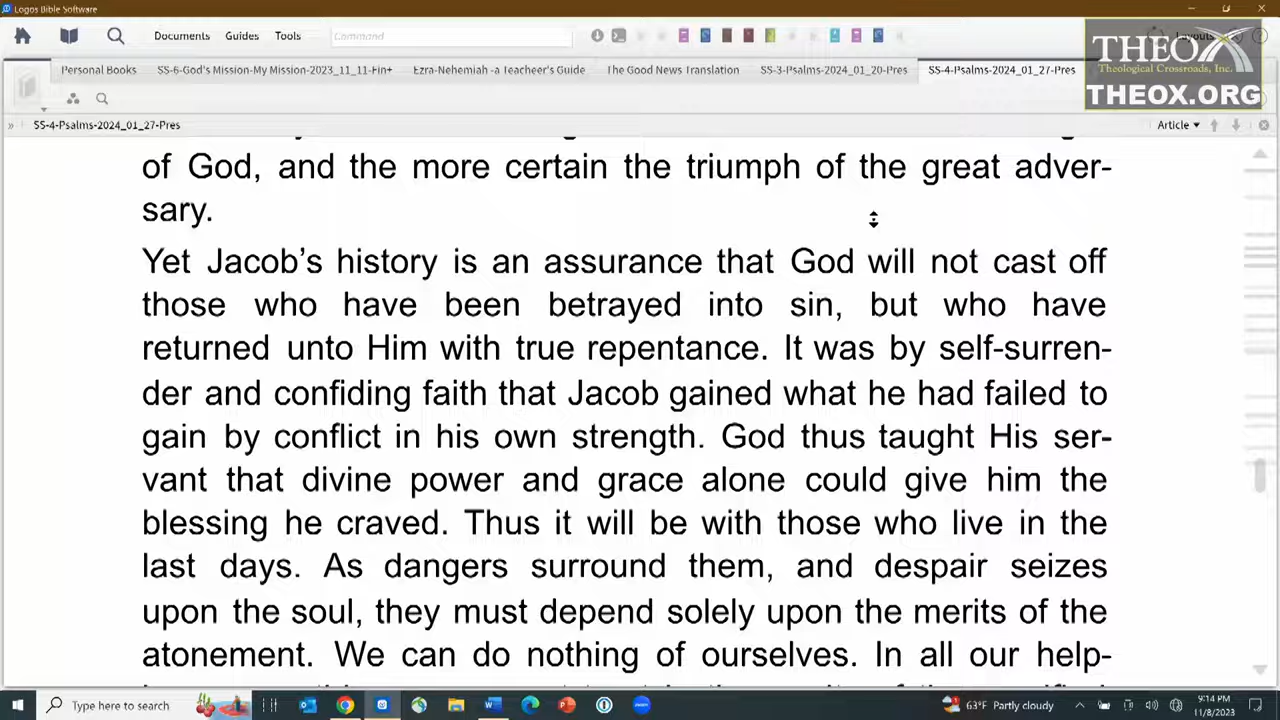 Logos Bible Software
Documents Guides Tools Command
THEOX
Theological Crossroads, Inc.
THEOX.ORG
Personal Books SS-6-God's Mission-My Mission-2023_11_11-Fin+ Teacher's Guide The Good News Translation SS-3-Psalms-2024_01_20-Pres SS-4-Psalms-2024_01_27-Pres
» SS-4-Psalms-2024_01_27-Pres Article
of God, and the more certain the triumph of the great adver-
sary.
Yet Jacob's history is an assurance that God will not cast off
those who have been betrayed into sin, but who have
returned unto Him with true repentance. It was by self-surren-
der and confiding faith that Jacob gained what he had failed to
gain by conflict in his own strength. God thus taught His ser-
vant that divine power and grace alone could give him the
blessing he craved. Thus it will be with those who live in the
last days. As dangers surround them, and despair seizes
upon the soul, they must depend solely upon the merits of the
atonement. We can do nothing of ourselves. In all our help-
Type here to search
63°F Partly cloudy
9:14 PM
11/8/2023